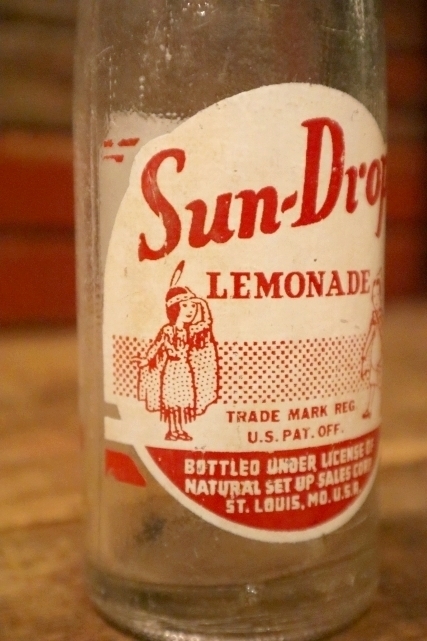 Sun-Drop
LEMONADE
TRADE MARK REG.
U.S. PAT. OFF.
BOTTLED UNDER LICENSE OF
NATURAL SET UP SALES CORP.
ST. LOUIS, MO. U.S.A.